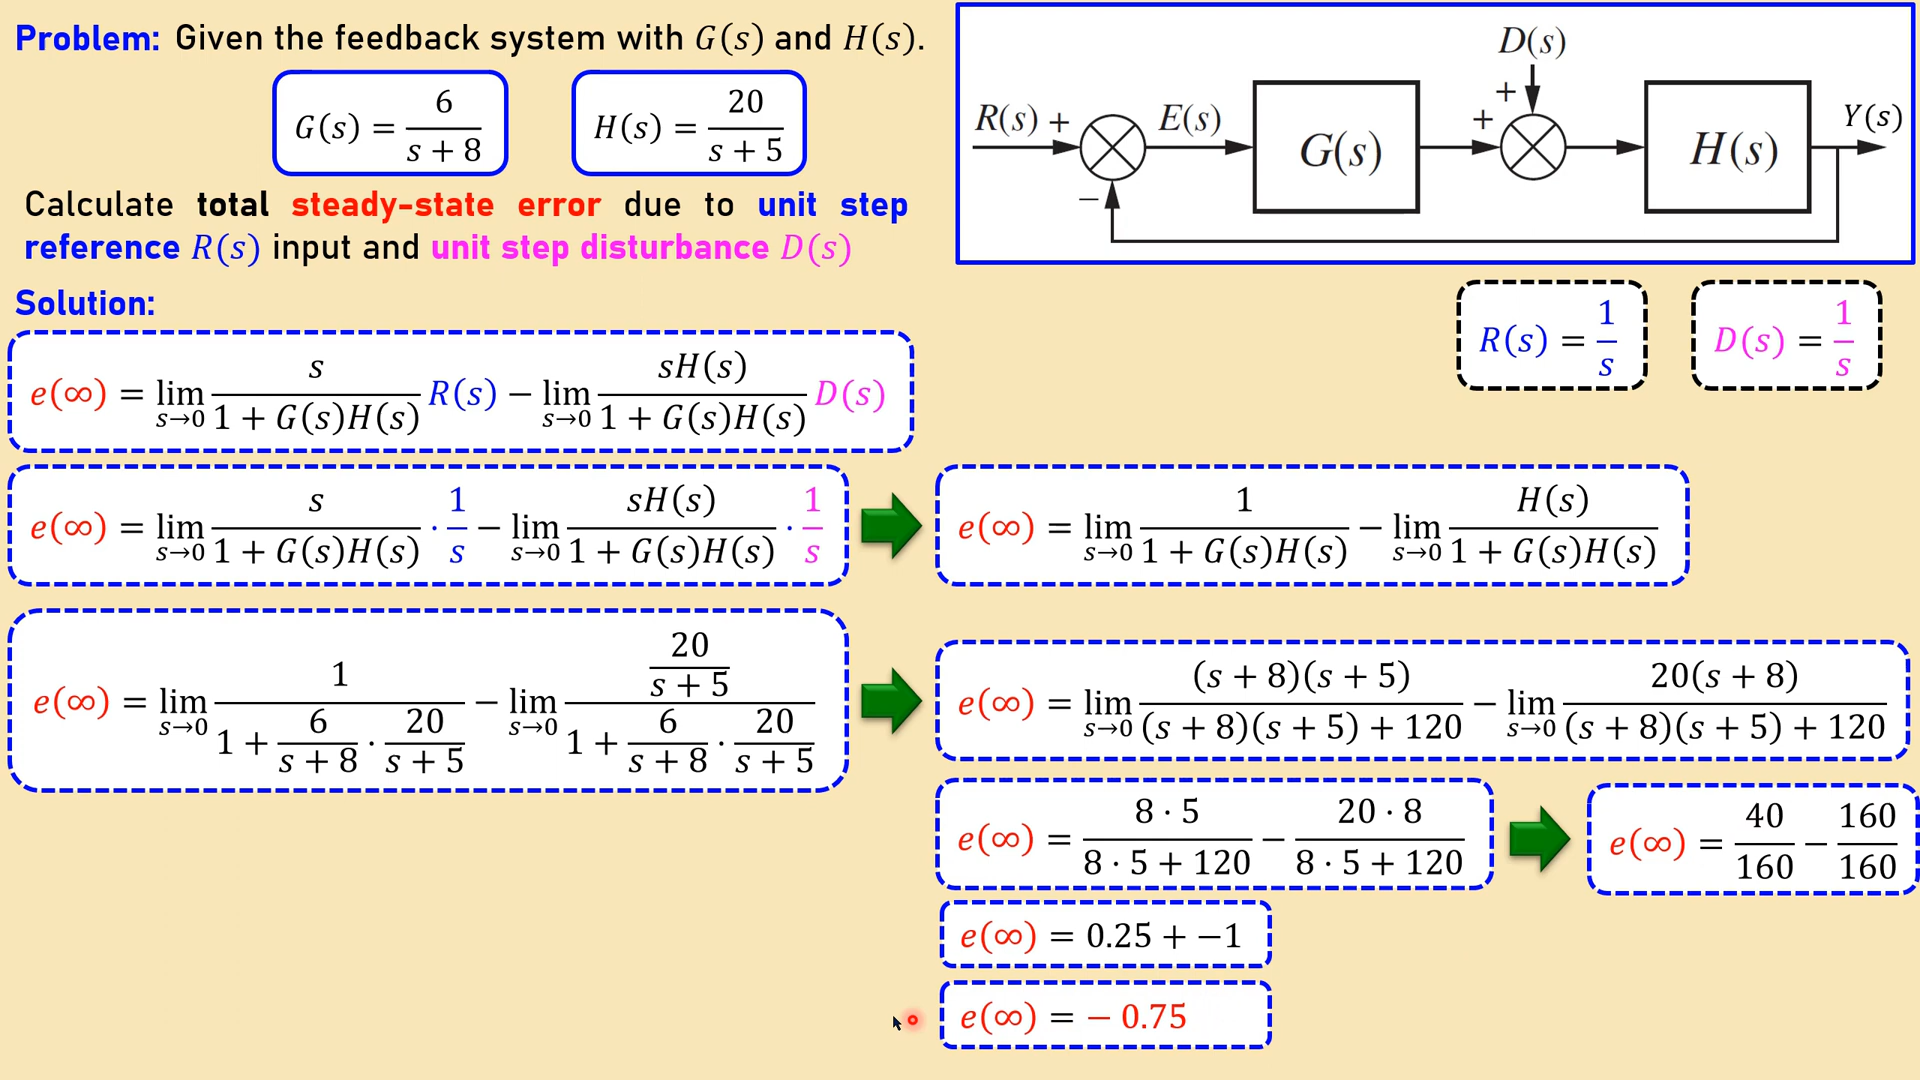 Problem: Given the feedback system with G(s) and H(s).
G(s) = 6/(s + 8)
H(s) = 20/(s + 5)
Calculate total steady-state error due to unit step
reference R(s) input and unit step disturbance D(s)
D(s)
R(s) + E(s) G(s) + + H(s) Y(s)
−
R(s) = 1/s
D(s) = 1/s
Solution:
e(∞) = lim s→0 s/(1 + G(s)H(s)) R(s) − lim s→0 sH(s)/(1 + G(s)H(s)) D(s)
e(∞) = lim s→0 s/(1 + G(s)H(s)) · 1/s − lim s→0 sH(s)/(1 + G(s)H(s)) · 1/s
e(∞) = lim s→0 1/(1 + G(s)H(s)) − lim s→0 H(s)/(1 + G(s)H(s))
e(∞) = lim s→0 1/(1 + 6/(s + 8) · 20/(s + 5)) − lim s→0 (20/(s + 5))/(1 + 6/(s + 8) · 20/(s + 5))
e(∞) = lim s→0 (s + 8)(s + 5)/((s + 8)(s + 5) + 120) − lim s→0 20(s + 8)/((s + 8)(s + 5) + 120)
e(∞) = (8 · 5)/(8 · 5 + 120) − (20 · 8)/(8 · 5 + 120)
e(∞) = 40/160 − 160/160
e(∞) = 0.25 + −1
e(∞) = − 0.75